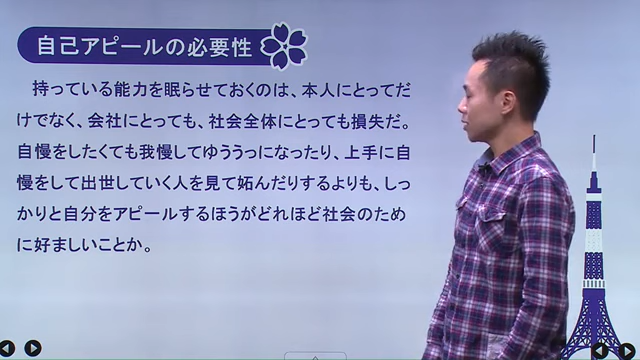 自己アピールの必要性
持っている能力を眠らせておくのは、本人にとってだ
けでなく、会社にとっても、社会全体にとっても損失だ。
自慢をしたくても我慢してゆううつになったり、上手に自
慢をして出世していく人を見て妬んだりするよりも、しっ
かりと自分をアピールするほうがどれほど社会のため
に好ましいことか。